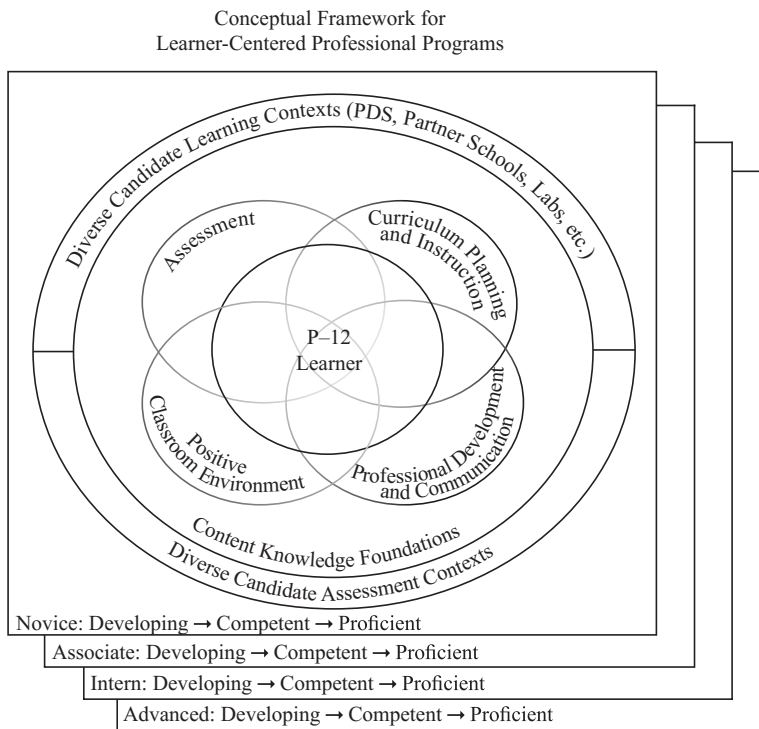 Conceptual Framework for
Learner-Centered Professional Programs
Diverse Candidate Learning Contexts (PDS, Partner Schools, Labs, etc.)
Assessment
Curriculum Planning
and Instruction
P–12
Learner
Positive
Classroom Environment
Professional Development
and Communication
Content Knowledge Foundations
Diverse Candidate Assessment Contexts
Novice: Developing → Competent → Proficient
Associate: Developing → Competent → Proficient
Intern: Developing → Competent → Proficient
Advanced: Developing → Competent → Proficient